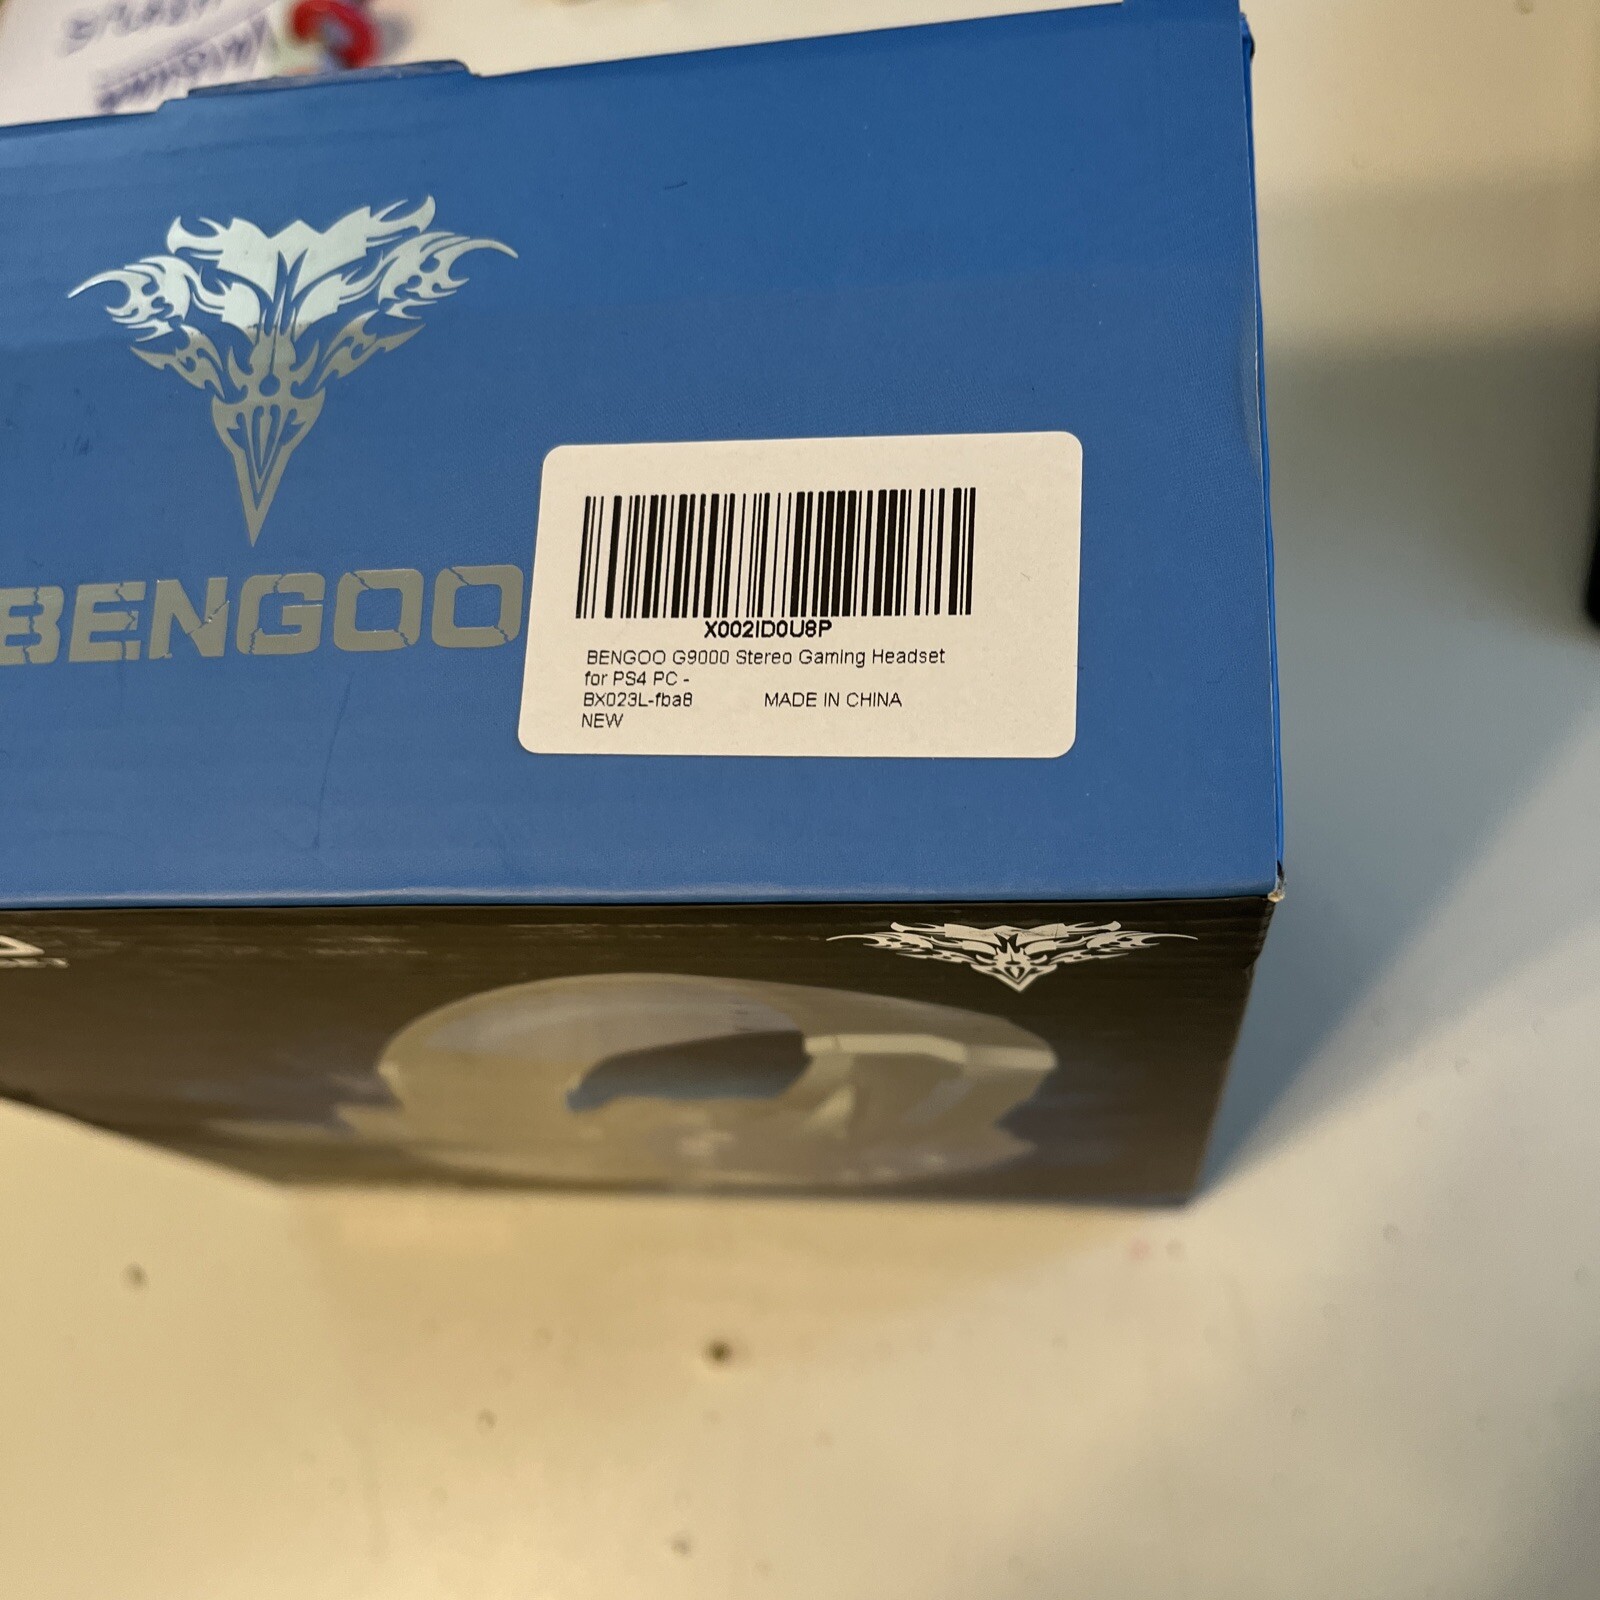 BENGOO
X002ID0U8P
BENGOO G9000 Stereo Gaming Headset
for PS4 PC -
BX023L-fba8 MADE IN CHINA
NEW